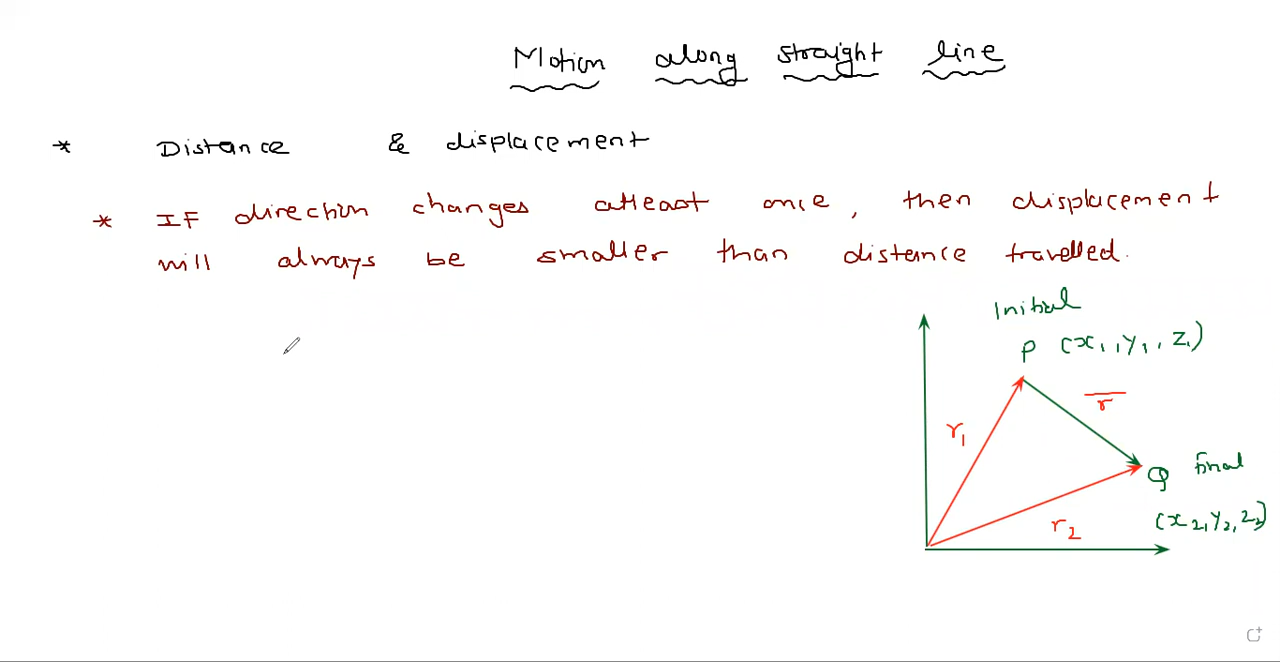 Motion along straight line
* Distance & displacement
* IF direction changes atleast once, then displacement
will always be smaller than distance travelled.
Initial
P (x₁, y₁, z₁)
r
r₁
Q final
(x₂, y₂, z₂)
r₂